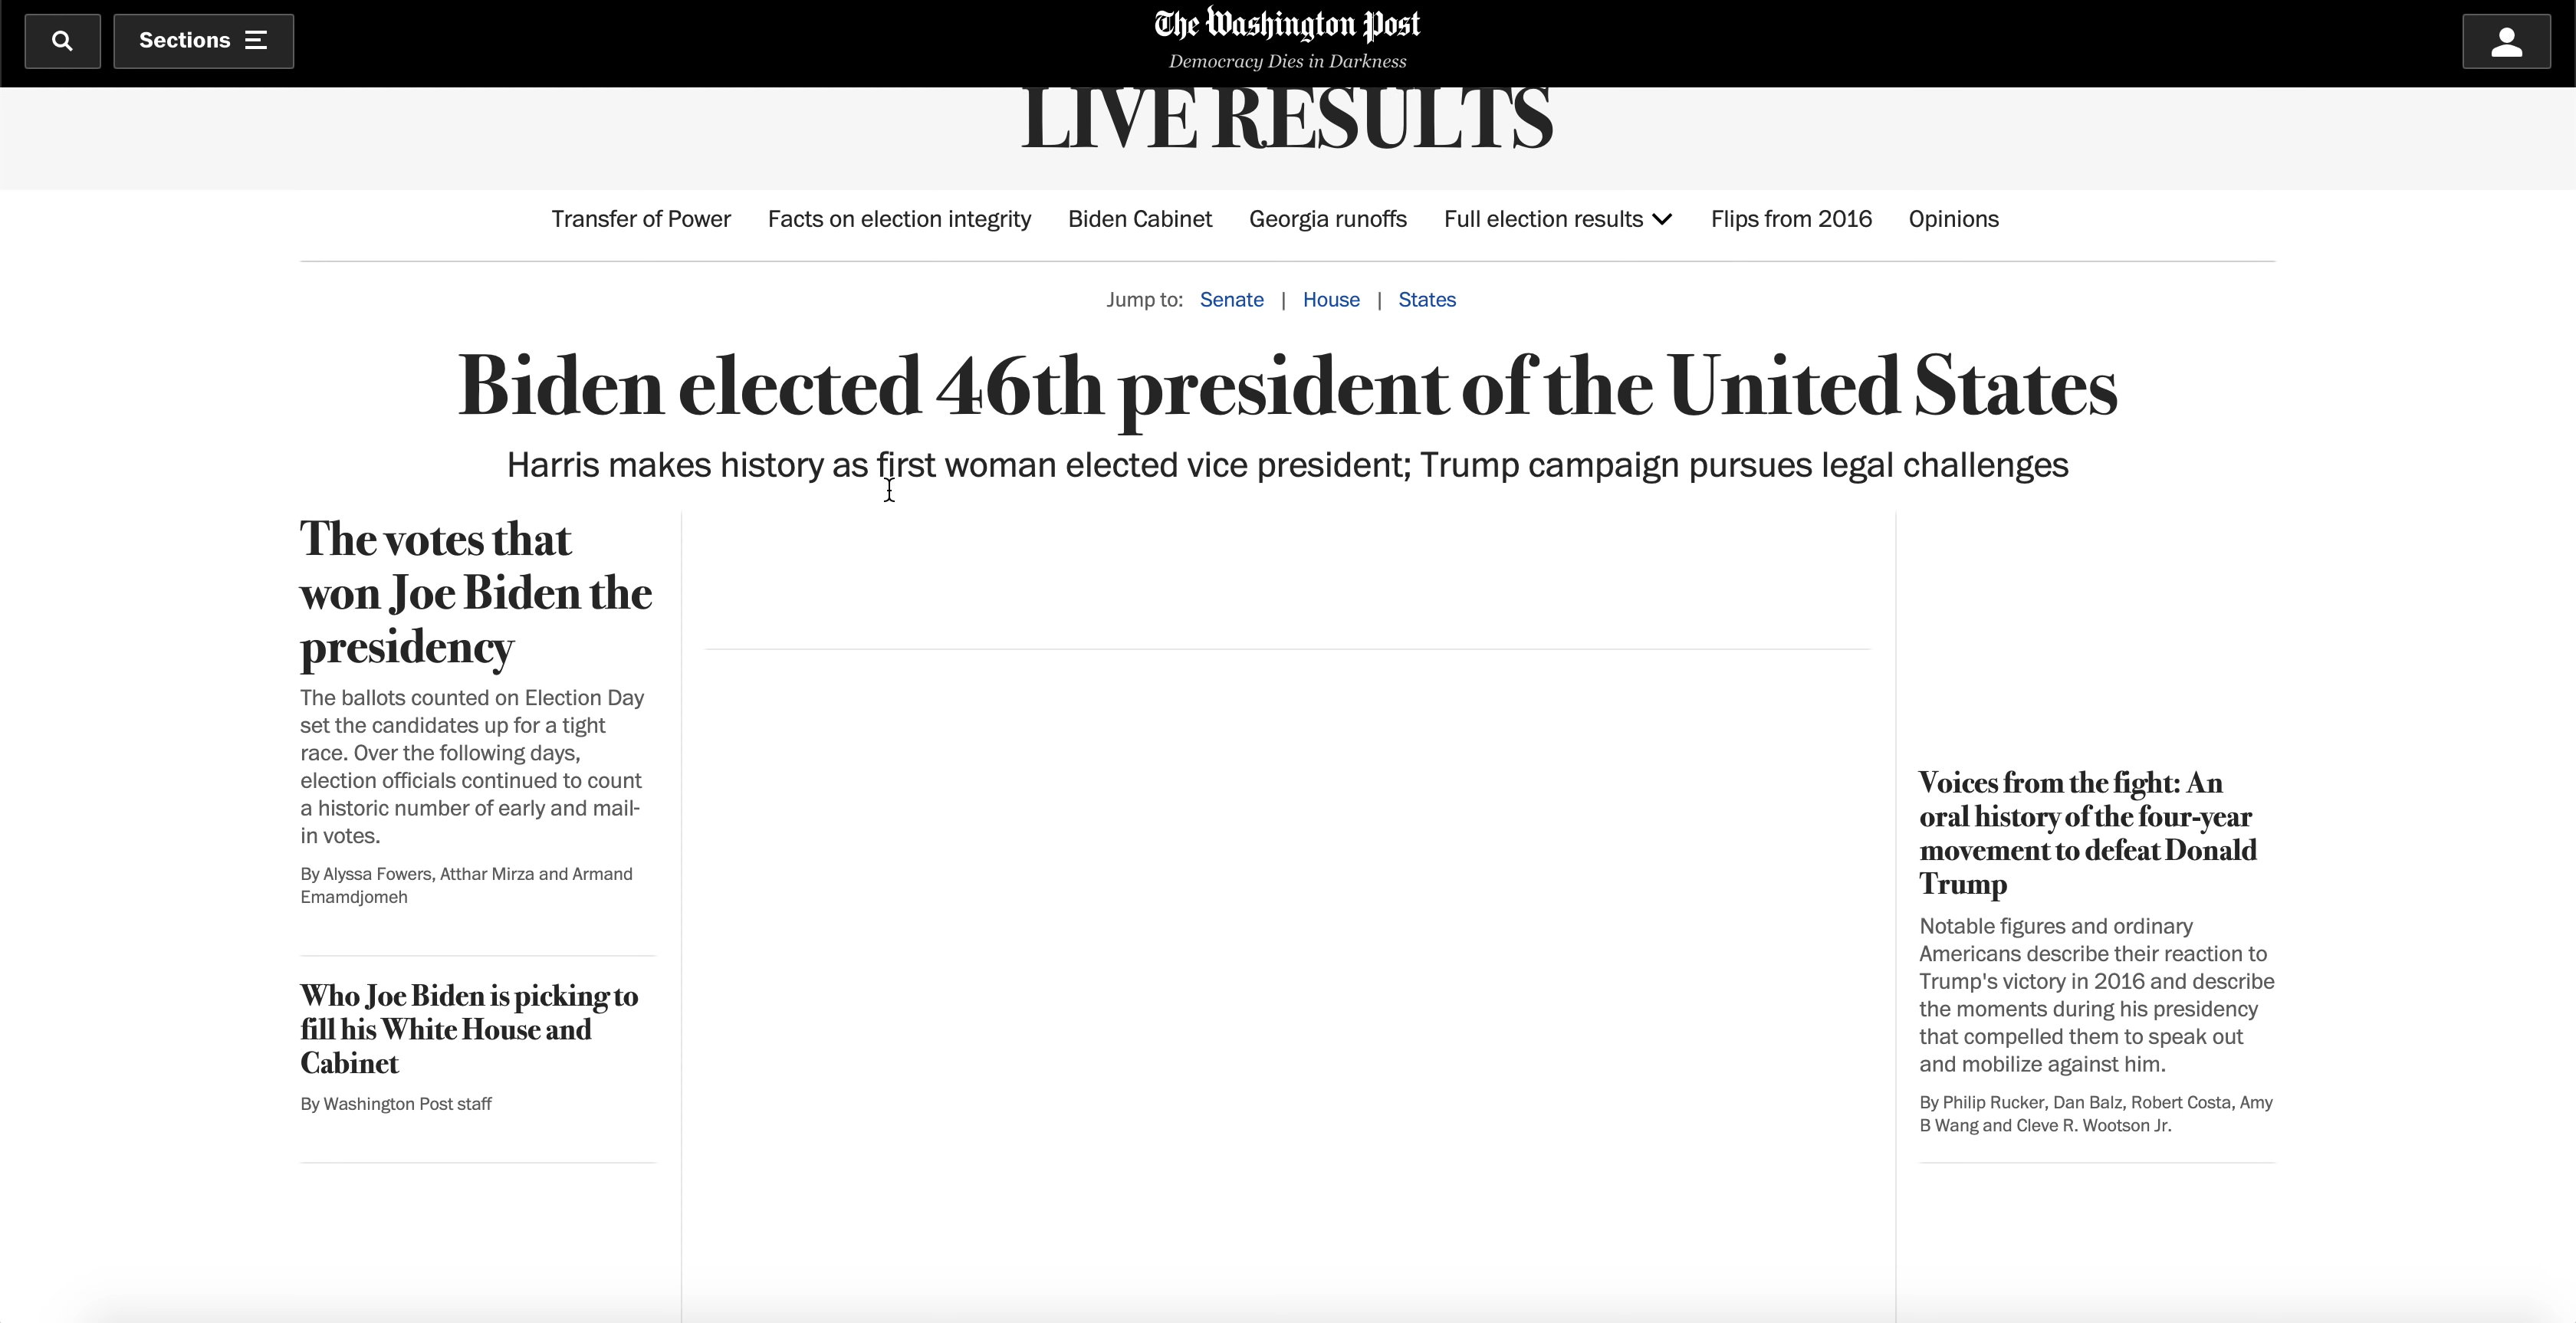 Sections
The Washington Post
Democracy Dies in Darkness
LIVE RESULTS
Transfer of Power
Facts on election integrity
Biden Cabinet
Georgia runoffs
Full election results
Flips from 2016
Opinions
Jump to: Senate | House | States
Biden elected 46th president of the United States
Harris makes history as first woman elected vice president; Trump campaign pursues legal challenges
The votes that
won Joe Biden the
presidency
The ballots counted on Election Day
set the candidates up for a tight
race. Over the following days,
election officials continued to count
a historic number of early and mail-
in votes.
By Alyssa Fowers, Atthar Mirza and Armand
Emamdjomeh
Who Joe Biden is picking to
fill his White House and
Cabinet
By Washington Post staff
Voices from the fight: An
oral history of the four-year
movement to defeat Donald
Trump
Notable figures and ordinary
Americans describe their reaction to
Trump's victory in 2016 and describe
the moments during his presidency
that compelled them to speak out
and mobilize against him.
By Philip Rucker, Dan Balz, Robert Costa, Amy
B Wang and Cleve R. Wootson Jr.